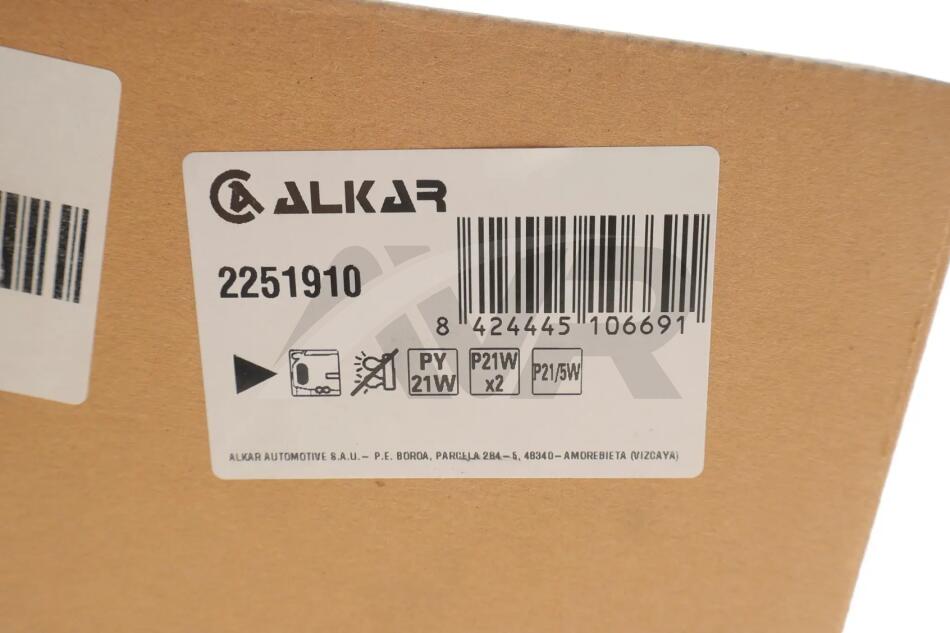 ALKAR
2251910
8 424445 106691
PY
21W
P21W
x2
P21/5W
ALKAR AUTOMOTIVE S.A.U.- P.E. BOROA, PARCELA 2B4-5, 48340-AMOREBIETA (VIZCAYA)